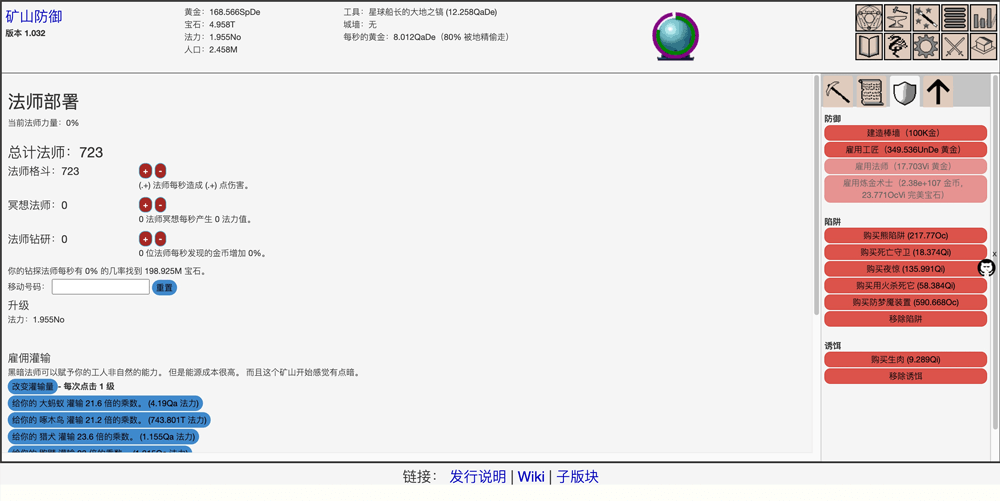 矿山防御
版本 1.032
黄金：168.566SpDe
宝石：4.958T
法力：1.955No
人口：2.458M
工具：星球船长的大地之镐 (12.258QaDe)
城墙：无
每秒的黄金：8.012QaDe（80% 被地精偷走）
法师部署
当前法师力量：0%
总计法师：723
法师格斗：723
+ -
(.+) 法师每秒造成 (.+) 点伤害。
冥想法师：0
+ -
0 法师冥想每秒产生 0 法力值。
法师钻研：0
+ -
0 位法师每秒发现的金币增加 0%。
你的钻探法师每秒有 0% 的几率找到 198.925M 宝石。
移动号码： 重置
升级
法力：1.955No
雇佣灌输
黑暗法师可以赋予你的工人非自然的能力。 但是能源成本很高。 而且这个矿山开始感觉有点暗。
改变灌输量 - 每次点击 1 级
给你的 大蚂蚁 灌输 21.6 倍的乘数。 (4.19Qa 法力)
给你的 啄木鸟 灌输 21.2 倍的乘数。 (743.801T 法力)
给你的 猎犬 灌输 23.6 倍的乘数。 (1.155Qa 法力)
防御
建造棒墙（100K金）
雇用工匠（349.536UnDe 黄金）
雇用法师（17.703Vi 黄金）
雇用炼金术士（2.38e+107 金币，
23.771OcVi 完美宝石）
陷阱
购买熊陷阱 (217.77Oc)
购买死亡守卫 (18.374Qi)
购买夜惊 (135.991Qi)
购买用火杀死它 (58.384Qi)
购买防梦魇装置 (590.668Oc)
移除陷阱
诱饵
购买生肉 (9.289Qi)
移除诱饵
x
链接： 发行说明 | Wiki | 子版块